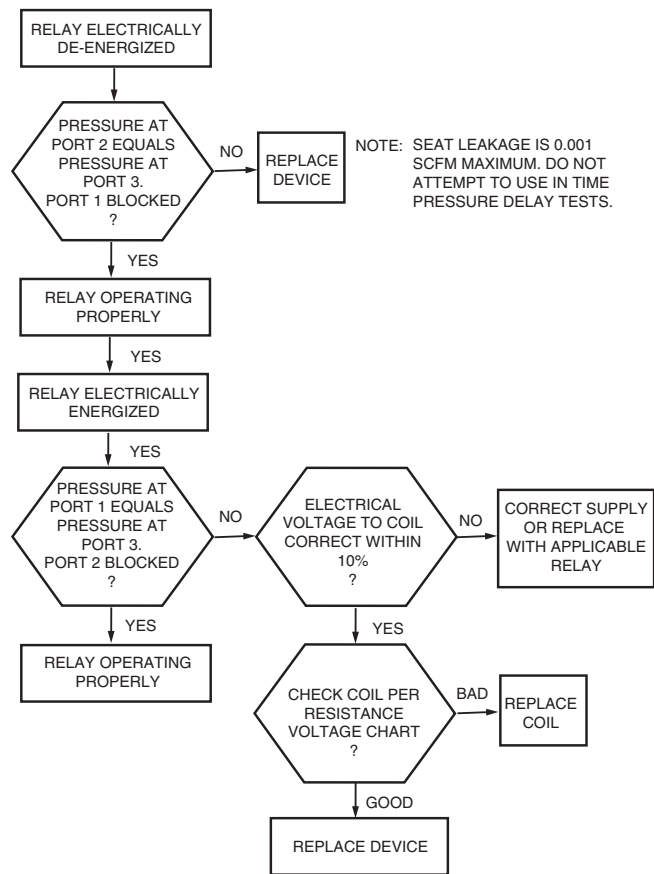 RELAY ELECTRICALLY
DE-ENERGIZED
PRESSURE AT
PORT 2 EQUALS
PRESSURE AT
PORT 3.
PORT 1 BLOCKED
?
NO
REPLACE
DEVICE
NOTE: SEAT LEAKAGE IS 0.001
SCFM MAXIMUM. DO NOT
ATTEMPT TO USE IN TIME
PRESSURE DELAY TESTS.
YES
RELAY OPERATING
PROPERLY
YES
RELAY ELECTRICALLY
ENERGIZED
YES
PRESSURE AT
PORT 1 EQUALS
PRESSURE AT
PORT 3.
PORT 2 BLOCKED
?
NO
ELECTRICAL
VOLTAGE TO COIL
CORRECT WITHIN
10%
?
NO
CORRECT SUPPLY
OR REPLACE
WITH APPLICABLE
RELAY
YES
RELAY OPERATING
PROPERLY
YES
CHECK COIL PER
RESISTANCE
VOLTAGE CHART
?
BAD
REPLACE
COIL
GOOD
REPLACE DEVICE